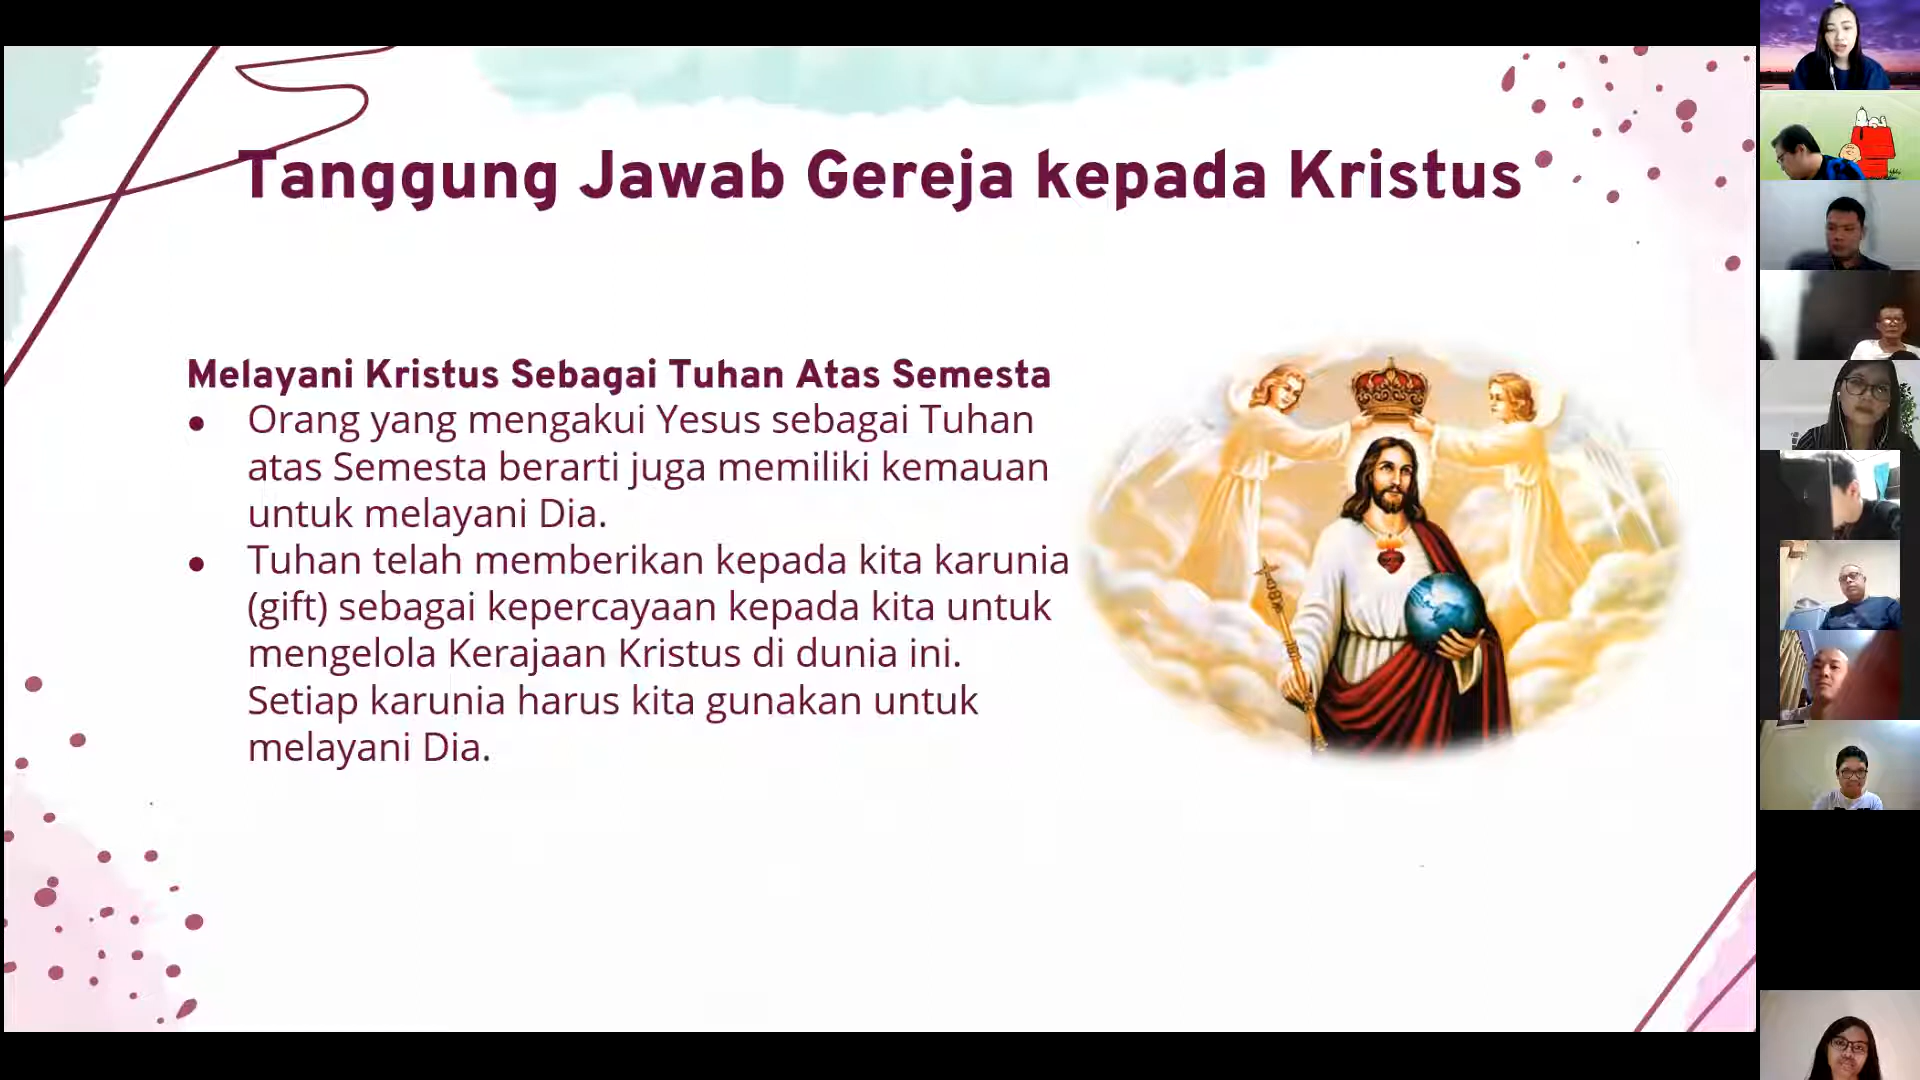 Tanggung Jawab Gereja kepada Kristus
Melayani Kristus Sebagai Tuhan Atas Semesta
● Orang yang mengakui Yesus sebagai Tuhan
atas Semesta berarti juga memiliki kemauan
untuk melayani Dia.
● Tuhan telah memberikan kepada kita karunia
(gift) sebagai kepercayaan kepada kita untuk
mengelola Kerajaan Kristus di dunia ini.
Setiap karunia harus kita gunakan untuk
melayani Dia.